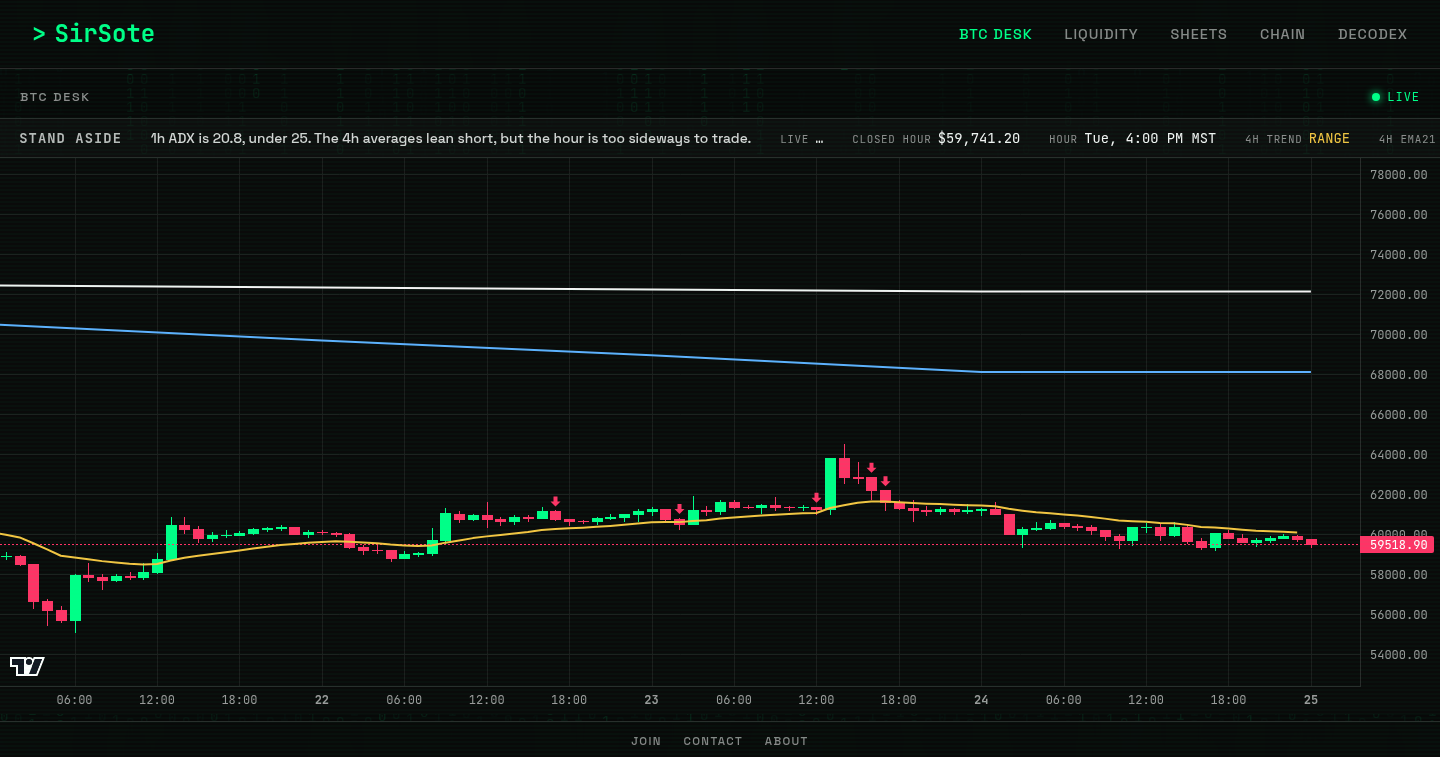 > SirSote
BTC DESK LIQUIDITY SHEETS CHAIN DECODEX
BTC DESK
LIVE
STAND ASIDE 1h ADX is 20.8, under 25. The 4h averages lean short, but the hour is too sideways to trade. LIVE … CLOSED HOUR $59,741.20 HOUR Tue, 4:00 PM MST 4H TREND RANGE 4H EMA21
78000.00
76000.00
74000.00
72000.00
70000.00
68000.00
66000.00
64000.00
62000.00
60000.00
59518.90
58000.00
56000.00
54000.00
06:00 12:00 18:00 22 06:00 12:00 18:00 23 06:00 12:00 18:00 24 06:00 12:00 18:00 25
JOIN CONTACT ABOUT